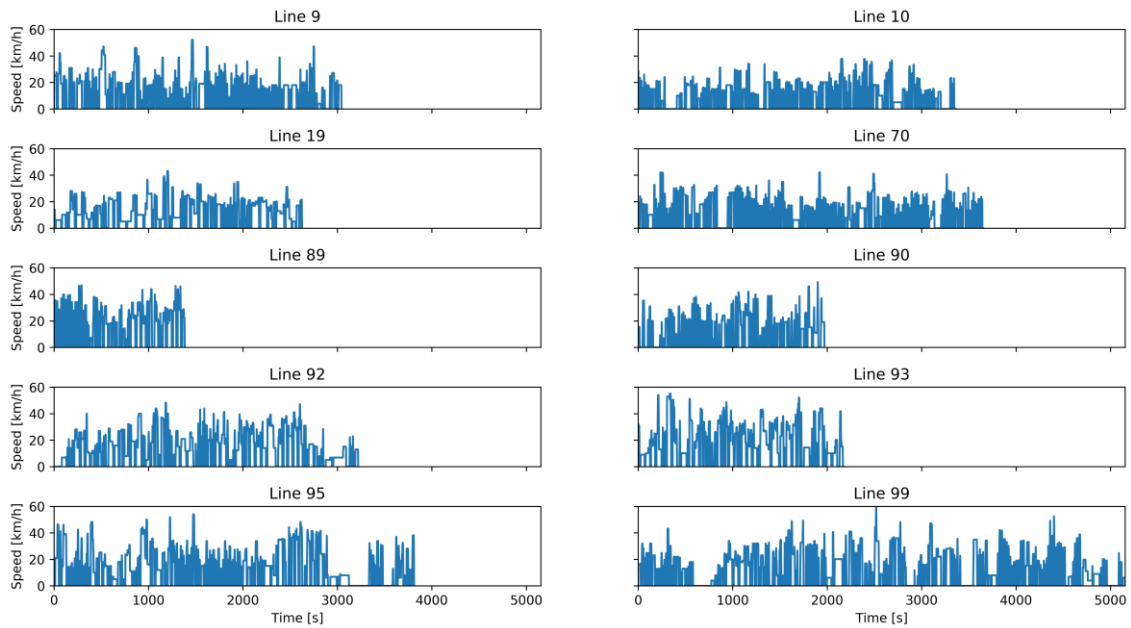 Line 9
Line 10
Speed [km/h]
60
40
20
0
Line 19
Line 70
Speed [km/h]
60
40
20
0
Line 89
Line 90
Speed [km/h]
60
40
20
0
Line 92
Line 93
Speed [km/h]
60
40
20
0
Line 95
Line 99
Speed [km/h]
60
40
20
0
0 1000 2000 3000 4000 5000
0 1000 2000 3000 4000 5000
Time [s]
Time [s]